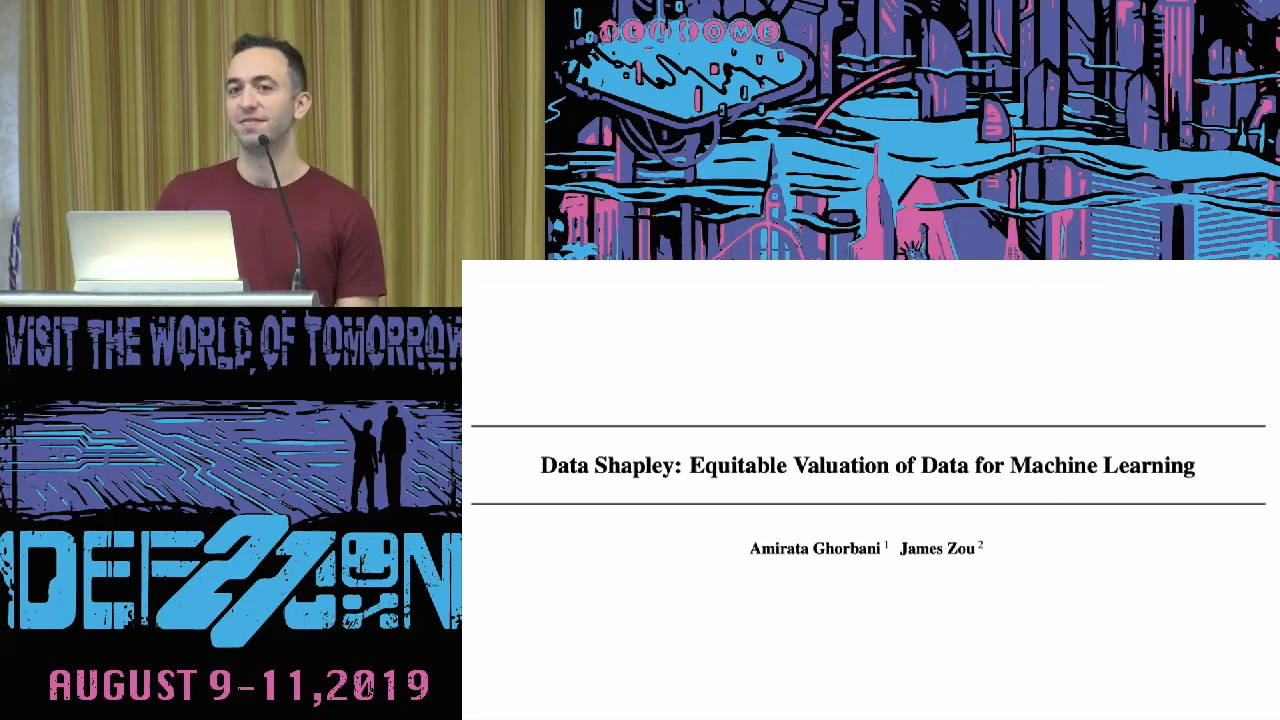 WELCOME
Data Shapley: Equitable Valuation of Data for Machine Learning
Amirata Ghorbani 1 James Zou 2
VISIT THE WORLD OF TOMORROW
DEF CON 27
AUGUST 9-11,2019